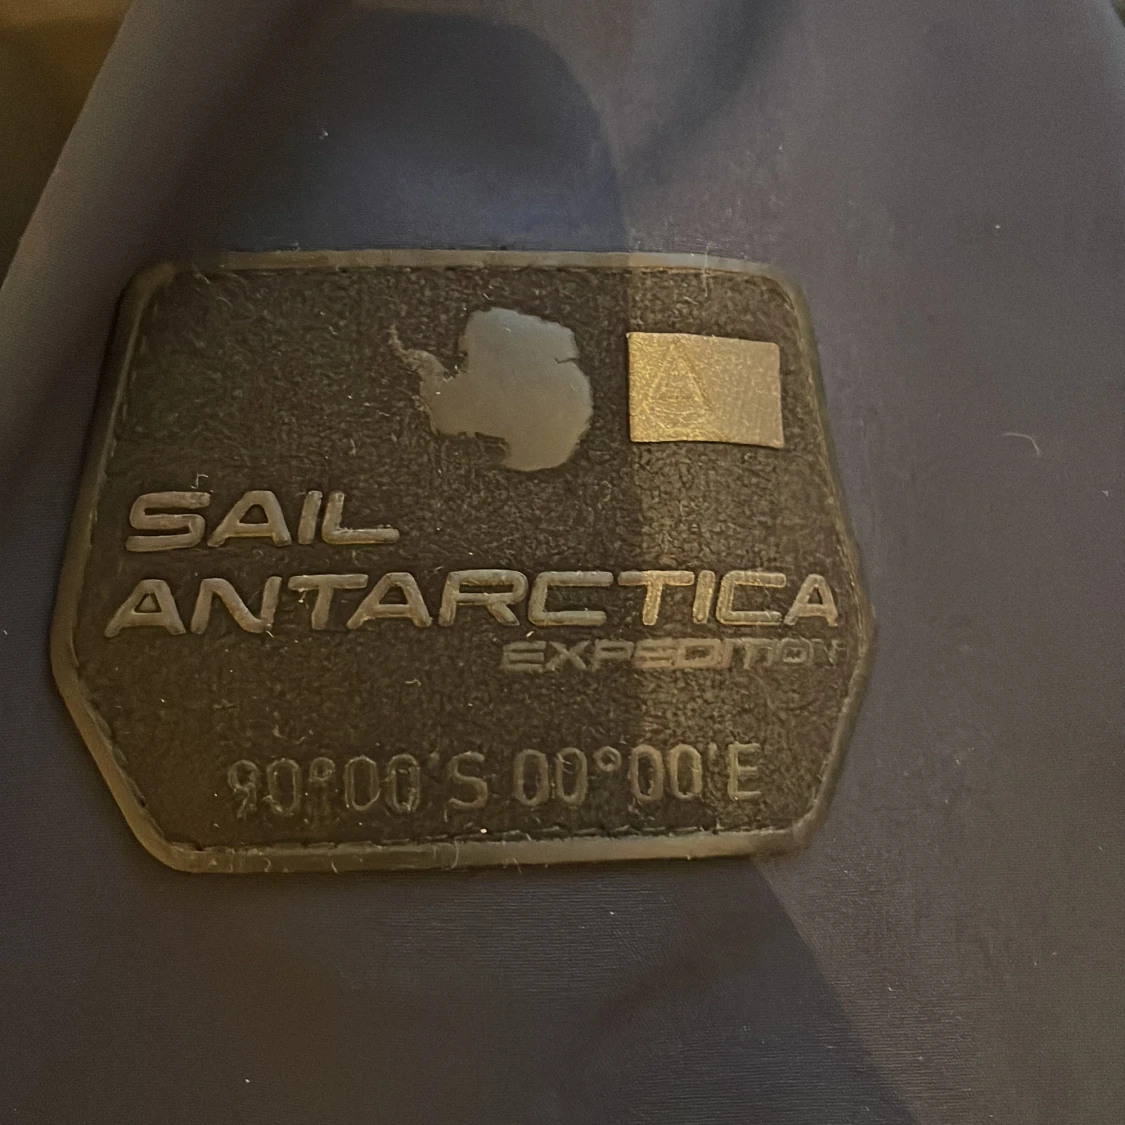 SAIL
ANTARCTICA
EXPEDITION
90°00'S 00°00'E